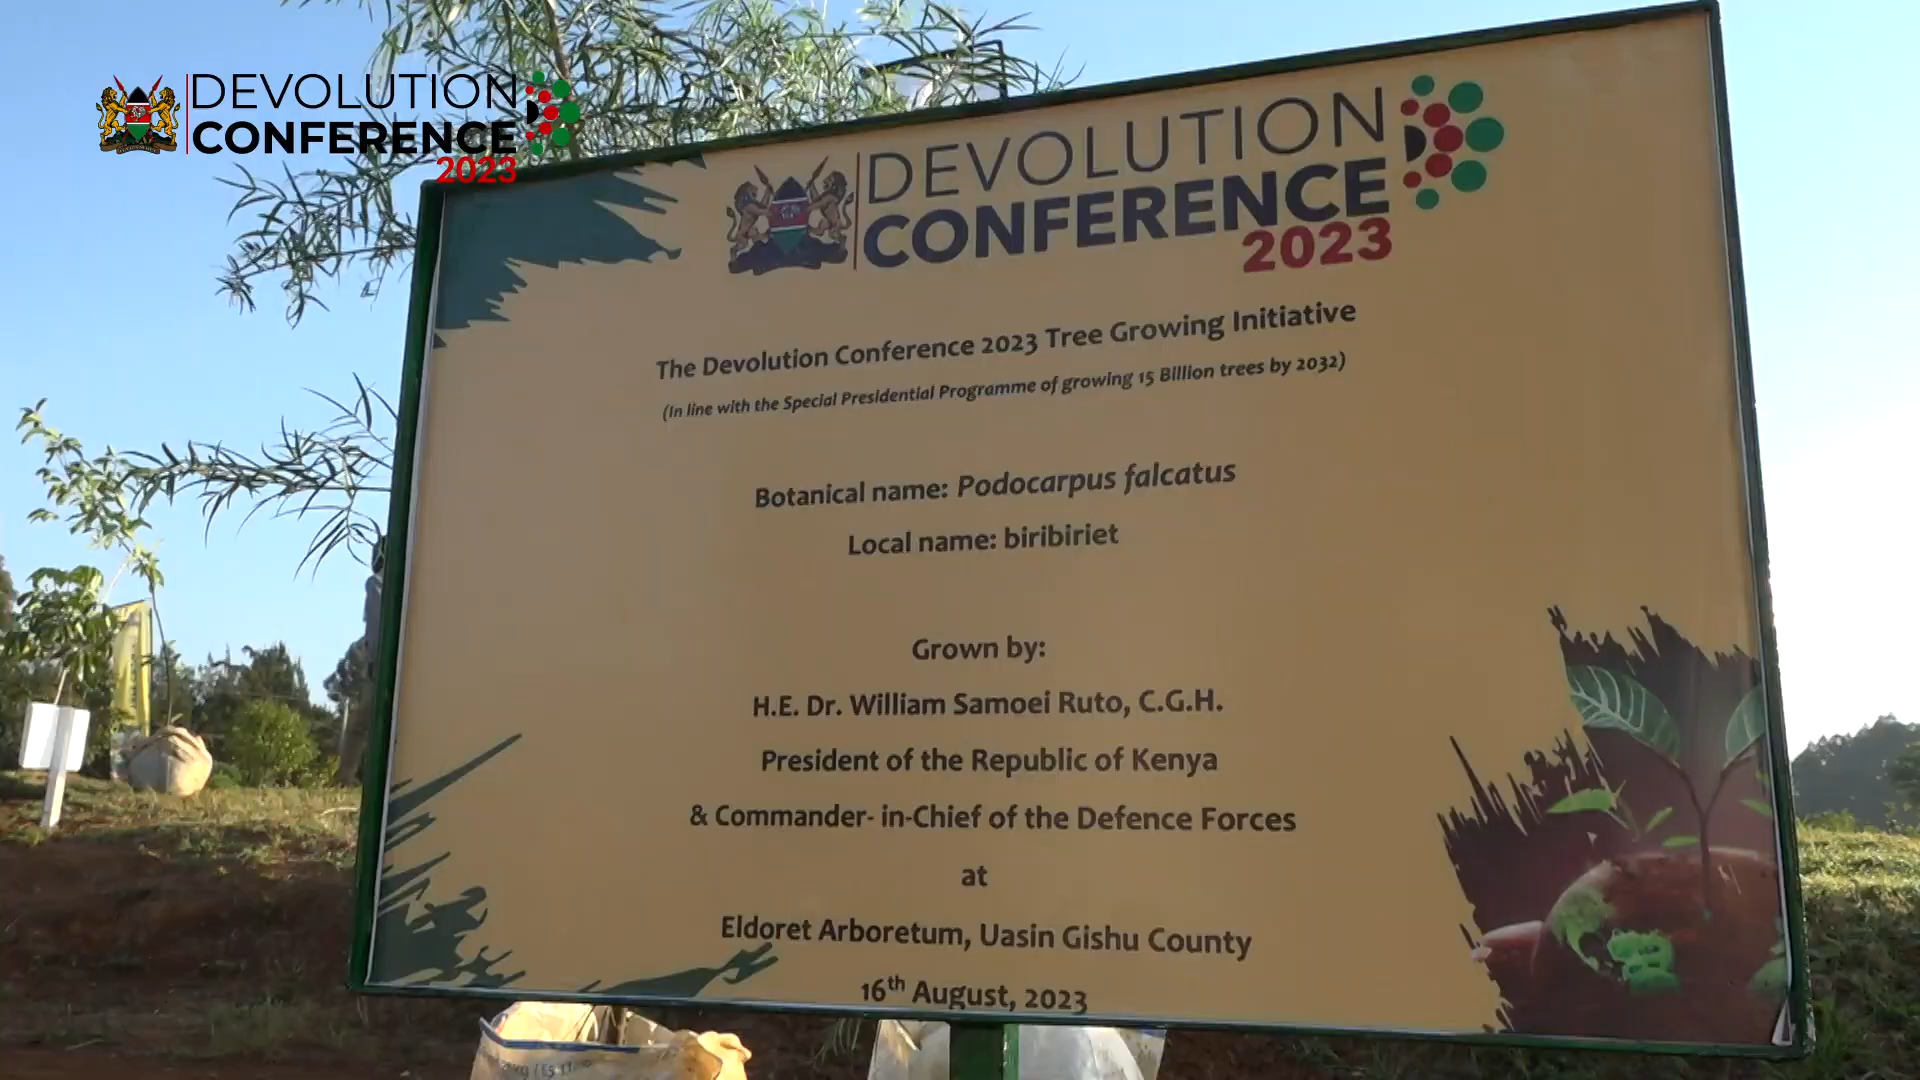 DEVOLUTION
CONFERENCE
2023
DEVOLUTION
CONFERENCE
2023
The Devolution Conference 2023 Tree Growing Initiative
(In line with the Special Presidential Programme of growing 15 Billion trees by 2032)
Botanical name: Podocarpus falcatus
Local name: biribiriet
Grown by:
H.E. Dr. William Samoei Ruto, C.G.H.
President of the Republic of Kenya
& Commander- in-Chief of the Defence Forces
at
Eldoret Arboretum, Uasin Gishu County
16th August, 2023